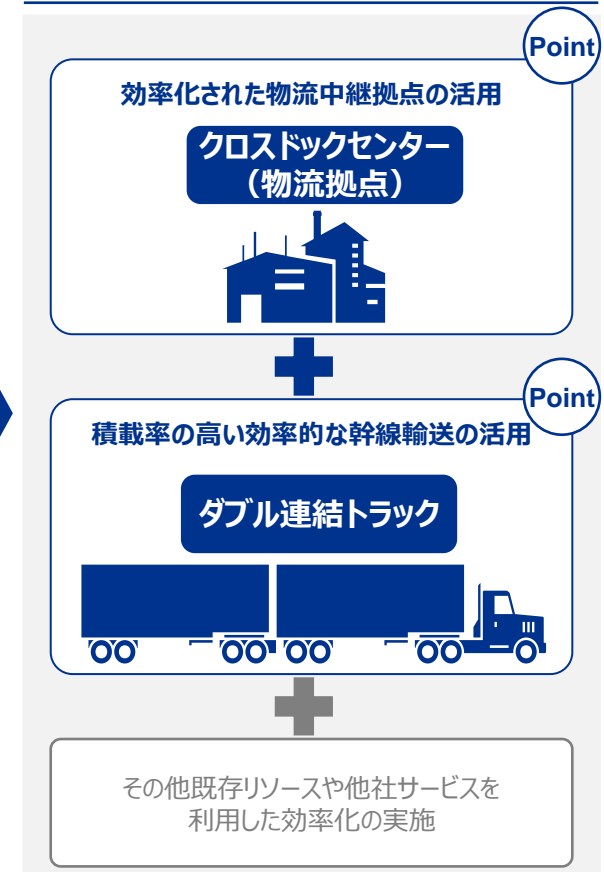 Point
効率化された物流中継拠点の活用
クロスドックセンター
（物流拠点）
Point
積載率の高い効率的な幹線輸送の活用
ダブル連結トラック
その他既存リソースや他社サービスを
利用した効率化の実施